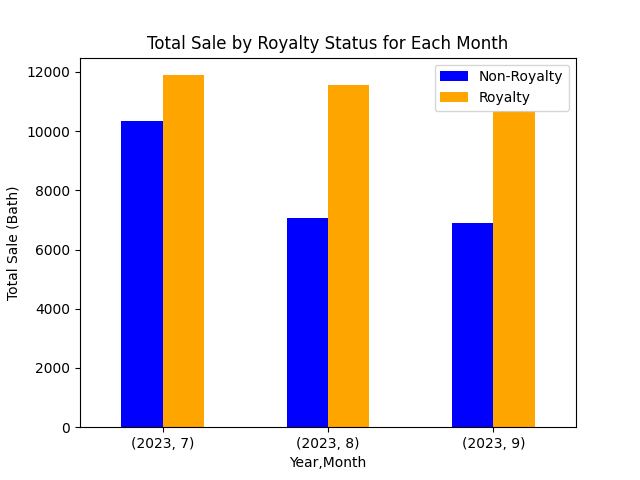 Total Sale by Royalty Status for Each Month
Non-Royalty
Royalty
12000
10000
8000
6000
4000
2000
0
Total Sale (Bath)
(2023, 7)
(2023, 8)
(2023, 9)
Year,Month